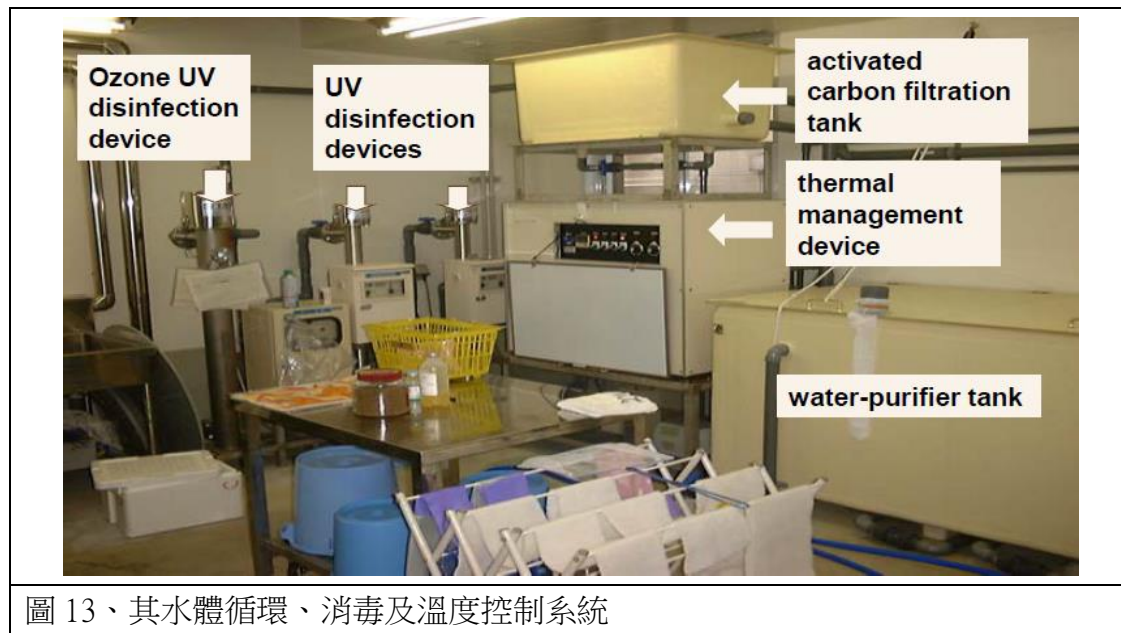 Ozone UV
disinfection
device
UV
disinfection
devices
activated
carbon filtration
tank
thermal
management
device
water-purifier tank
圖 13、其水體循環、消毒及溫度控制系統